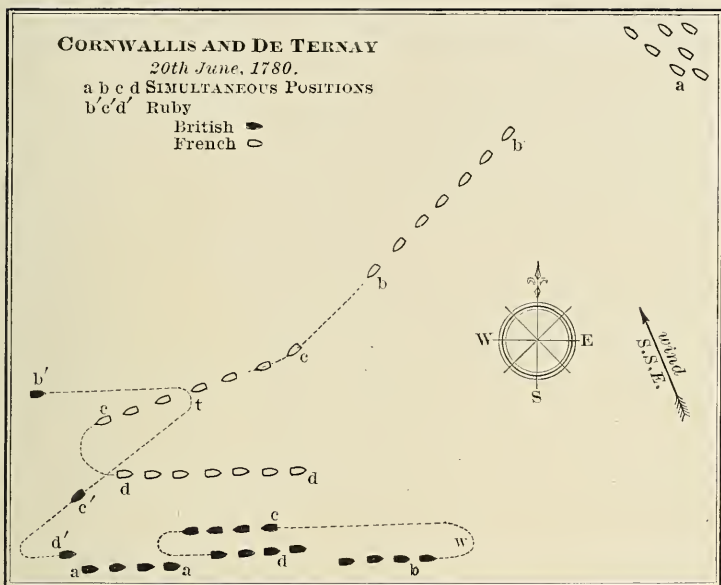 CORNWALLIS AND DE TERNAY
20th June, 1780.
a b c d SIMULTANEOUS POSITIONS
b'c'd' Ruby
British
French
a
b
b
c
W E
S
wind
S.S.E.
b'
t
c
d d
c'
c
d'
w
a a d b